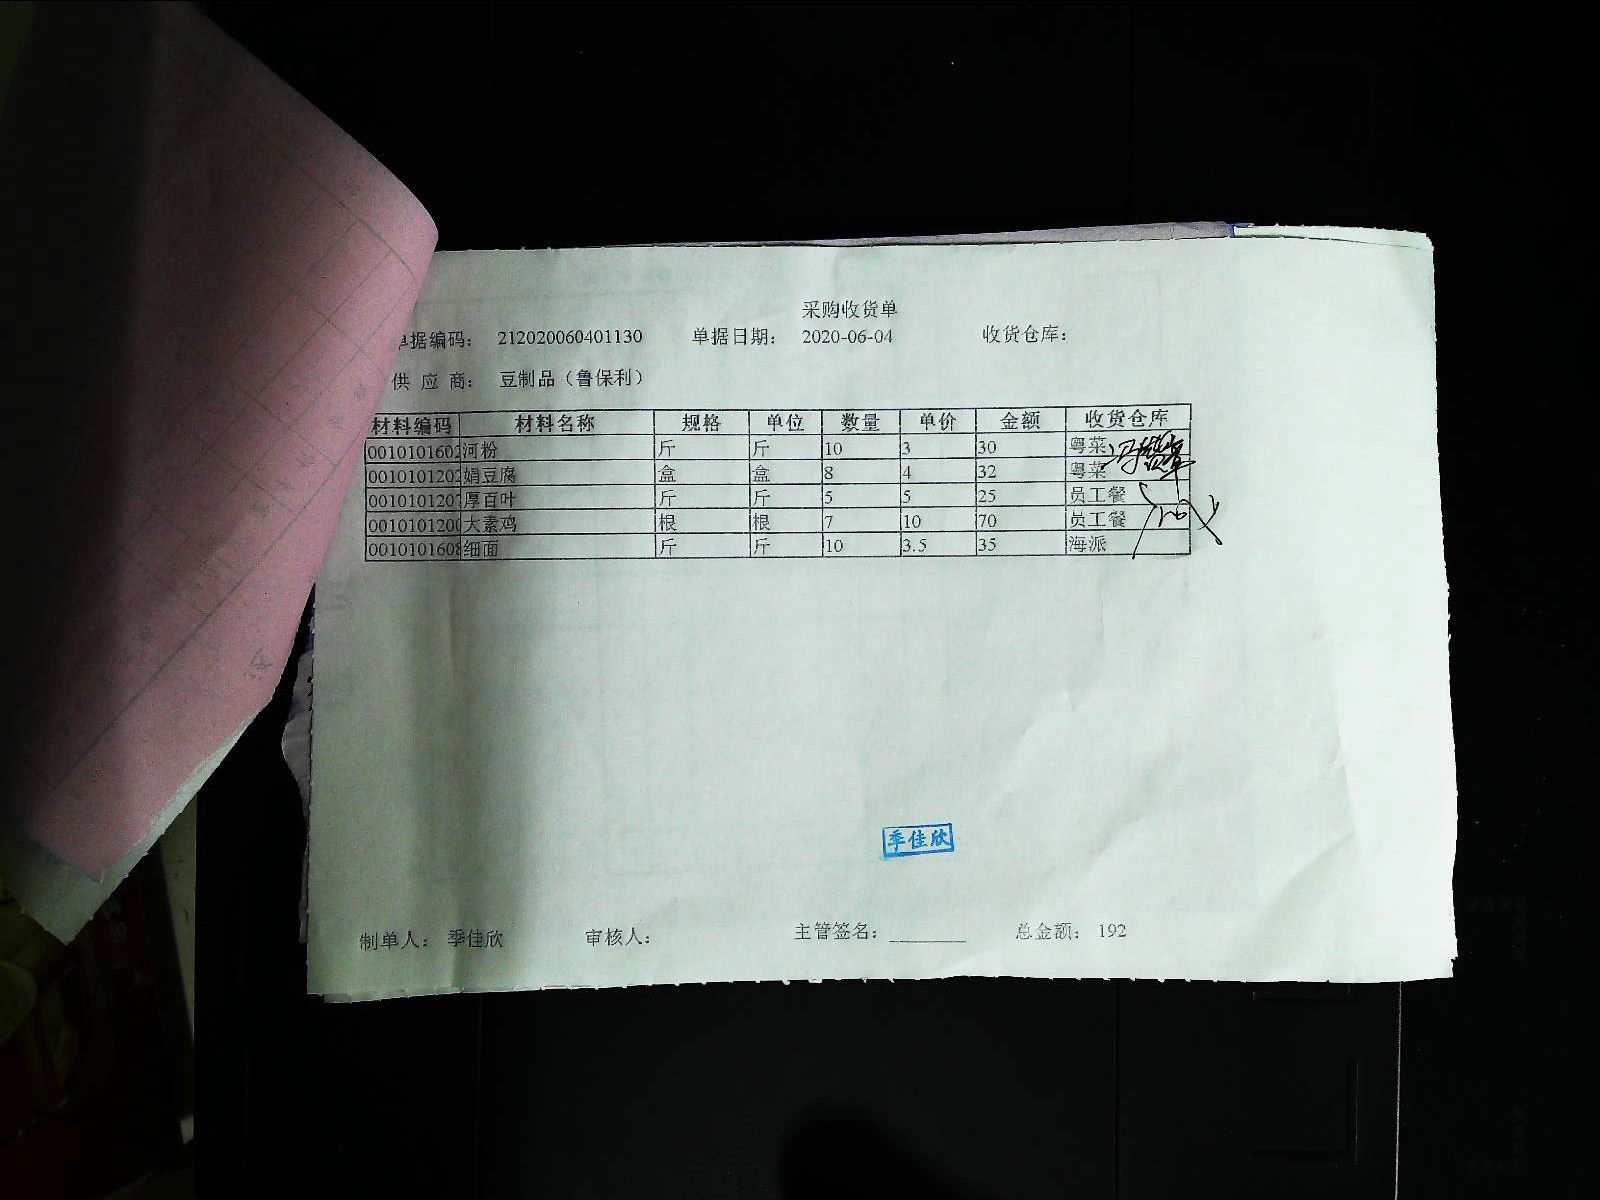 采购收货单
单据编码: 212020060401130 单据日期: 2020-06-04 收货仓库:
供 应 商: 豆制品（鲁保利）
材料编码 材料名称 规格 单位 数量 单价 金额 收货仓库
0010101602 河粉 斤 斤 10 3 30 粤菜
0010101202 娟豆腐 盒 盒 8 4 32 粤菜
0010101207 厚百叶 斤 斤 5 5 25 员工餐
0010101200 大素鸡 根 根 7 10 70 员工餐
0010101608 细面 斤 斤 10 3.5 35 海派
季佳欣
制单人: 季佳欣 审核人: 主管签名: 总金额: 192